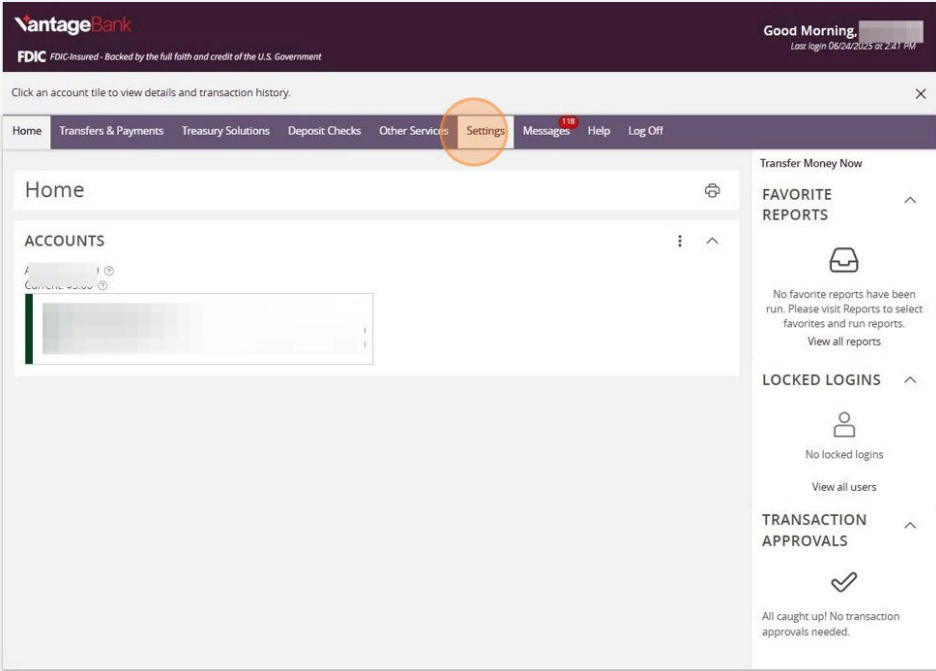 VantageBank
Good Morning,
Last login 06/24/2025 at 2:41 PM
FDIC FDIC-Insured - Backed by the full faith and credit of the U.S. Government
Click an account tile to view details and transaction history.
Home Transfers & Payments Treasury Solutions Deposit Checks Other Services Settings Messages 118 Help Log Off
Transfer Money Now
Home
FAVORITE
REPORTS
ACCOUNTS
No favorite reports have been
run. Please visit Reports to select
favorites and run reports.
View all reports
LOCKED LOGINS
No locked logins
View all users
TRANSACTION
APPROVALS
All caught up! No transaction
approvals needed.